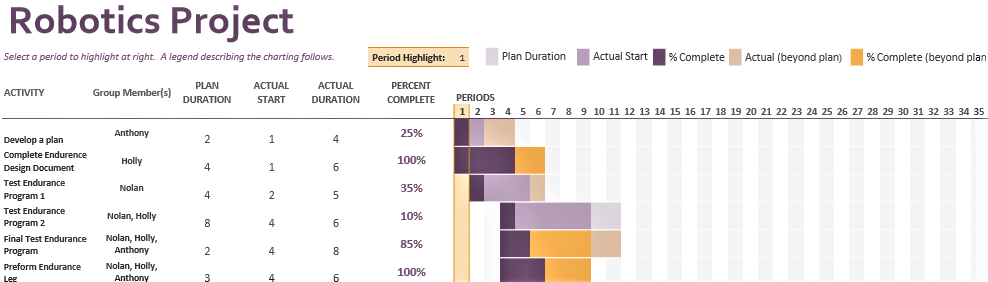 Robotics Project
Select a period to highlight at right. A legend describing the charting follows.
Period Highlight: 1
Plan Duration
Actual Start
% Complete
Actual (beyond plan)
% Complete (beyond plan
ACTIVITY
Group Member(s)
PLAN
DURATION
ACTUAL
START
ACTUAL
DURATION
PERCENT
COMPLETE
PERIODS
1 2 3 4 5 6 7 8 9 10 11 12 13 14 15 16 17 18 19 20 21 22 23 24 25 26 27 28 29 30 31 32 33 34 35
Develop a plan
Anthony
2
1
4
25%
Complete Endurence
Design Document
Holly
4
1
6
100%
Test Endurance
Program 1
Nolan
4
2
5
35%
Test Endurance
Program 2
Nolan, Holly
8
4
6
10%
Final Test Endurance
Program
Nolan, Holly,
Anthony
2
4
8
85%
Preform Endurance
Leg
Nolan, Holly,
Anthony
3
4
6
100%